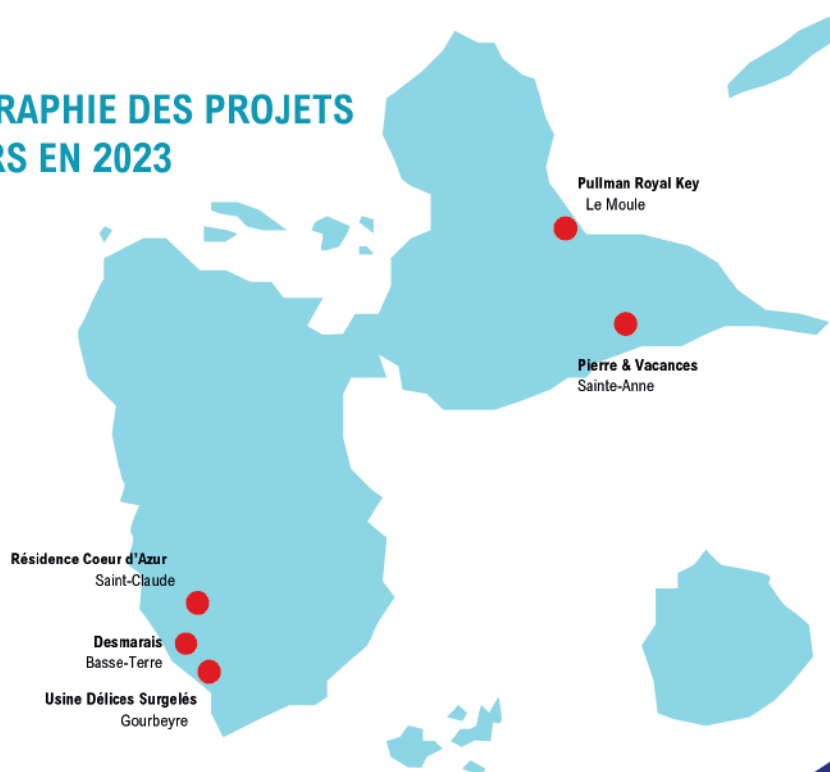 RAPHIE DES PROJETS
RS EN 2023
Pullman Royal Key
Le Moule
Pierre & Vacances
Sainte-Anne
Résidence Coeur d'Azur
Saint-Claude
Desmarais
Basse-Terre
Usine Délices Surgelés
Gourbeyre